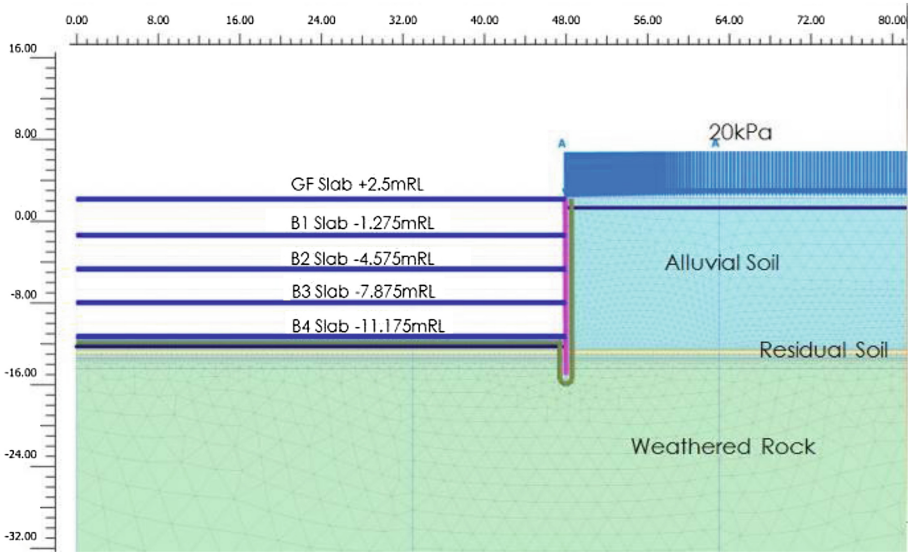 0.00 8.00 16.00 24.00 32.00 40.00 48.00 56.00 64.00 72.00 80.00
16.00
8.00
20kPa
A A
GF Slab +2.5mRL
0.00
B1 Slab -1.275mRL
B2 Slab -4.575mRL
Alluvial Soil
-8.00
B3 Slab -7.875mRL
B4 Slab -11.175mRL
Residual Soil
-16.00
Weathered Rock
-24.00
-32.00